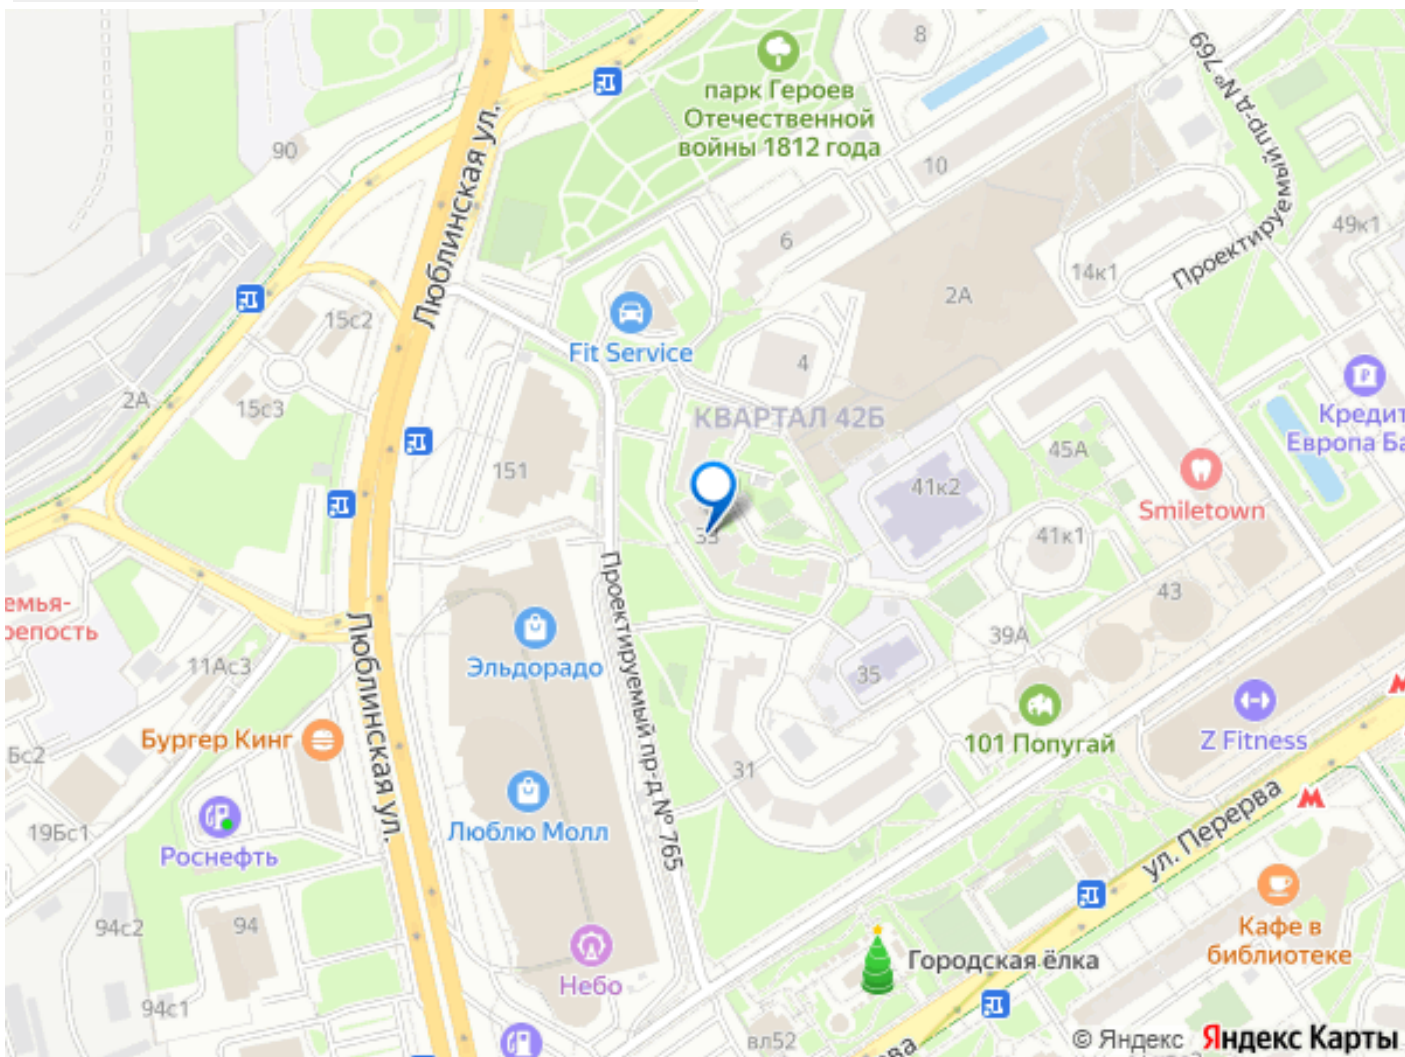 8
парк Героев
Отечественной
войны 1812 года
Проектируемый пр-д № 769
90
Люблинская ул.
10
6
49к1
14к1
2А
15с2
Fit Service
4
2А
15с3
КВАРТАЛ 42Б
Кредит
Европа Ба
45А
151
41к2
Smiletown
33
41к1
Проектируемый пр-д № 765
43
емья-
репость
Люблинская ул.
39А
11Ас3
Эльдорадо
35
Бургер Кинг
101 Попугай
Z Fitness
Бс2
31
19Бс1
Люблю Молл
Роснефть
ул. Перерва
94с2
94
Кафе в
библиотеке
Городская ёлка
Небо
94с1
вл52
рва
© Яндекс Яндекс Карты